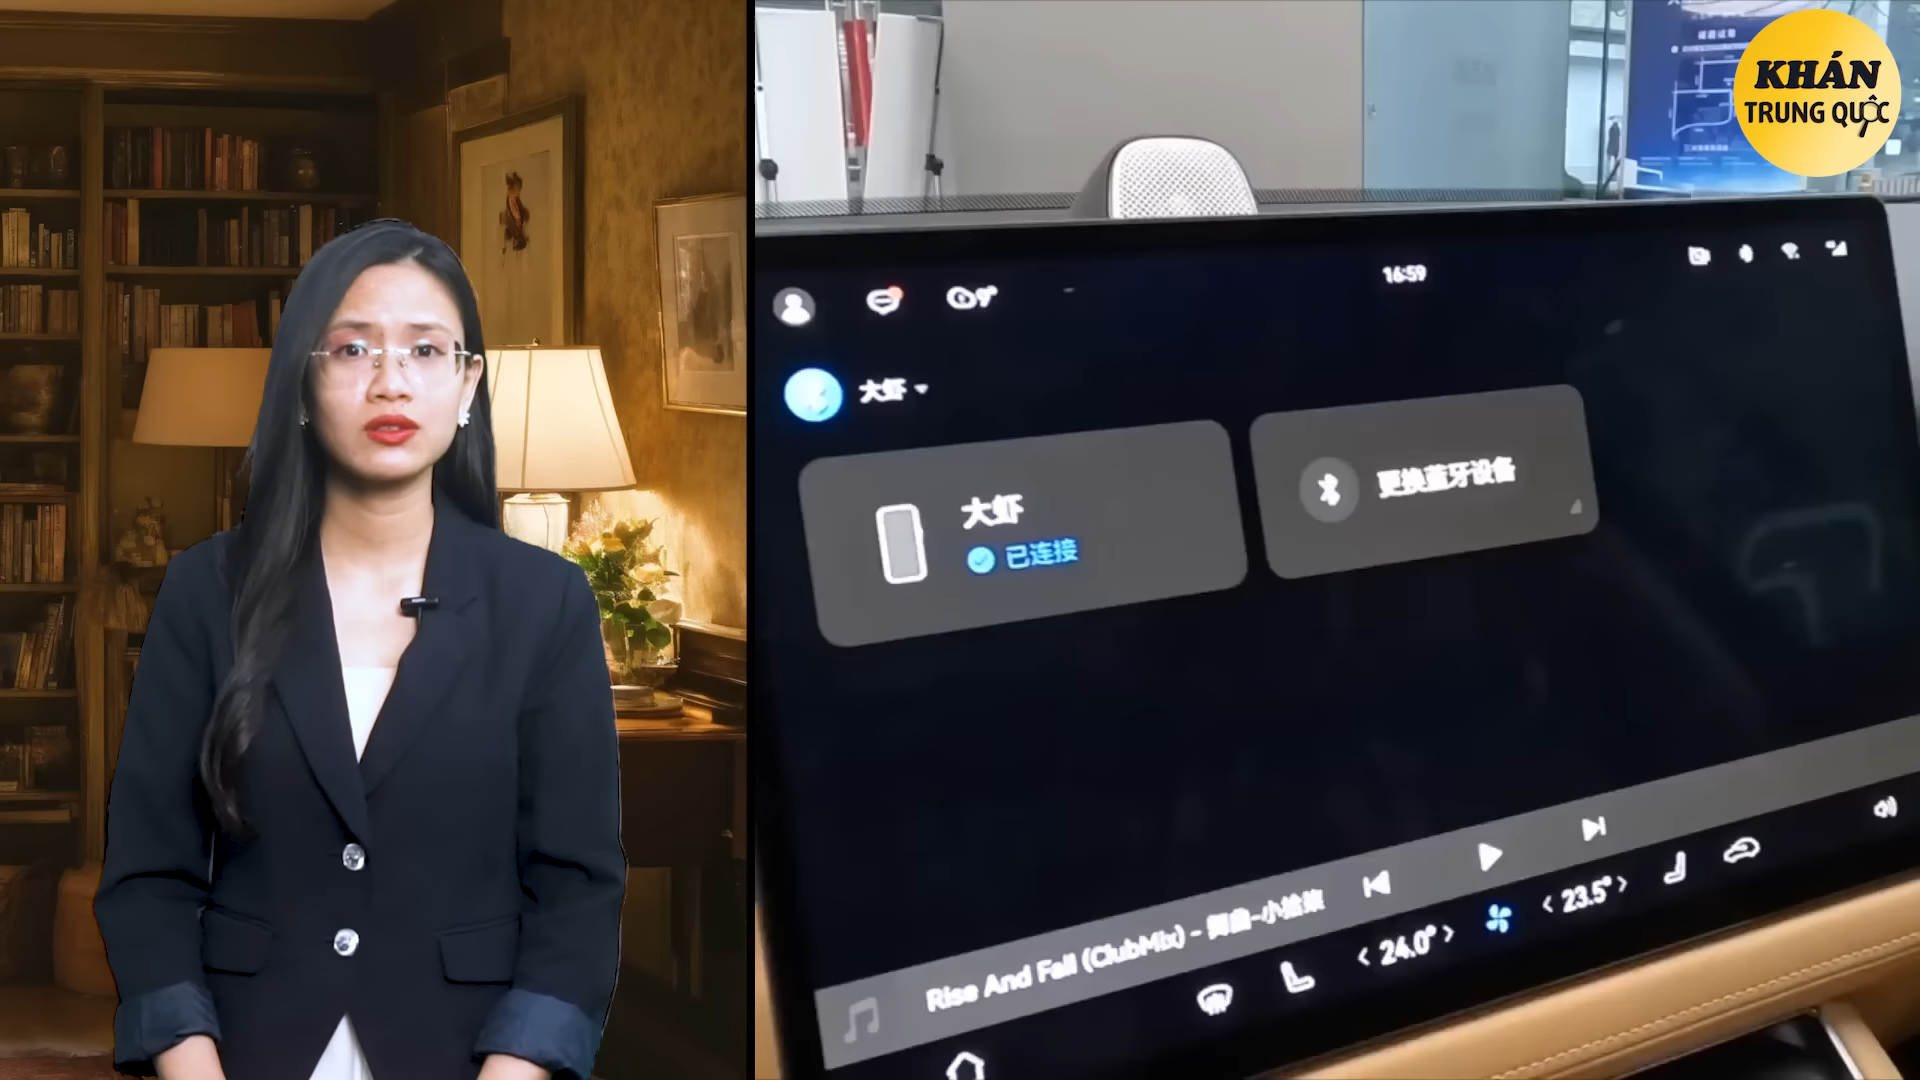 KHÁN
TRUNG QUỐC
16:59
9°
大虾
大虾
已连接
更换蓝牙设备
Rise And Fall (ClubMix) -
24.0°
23.5°